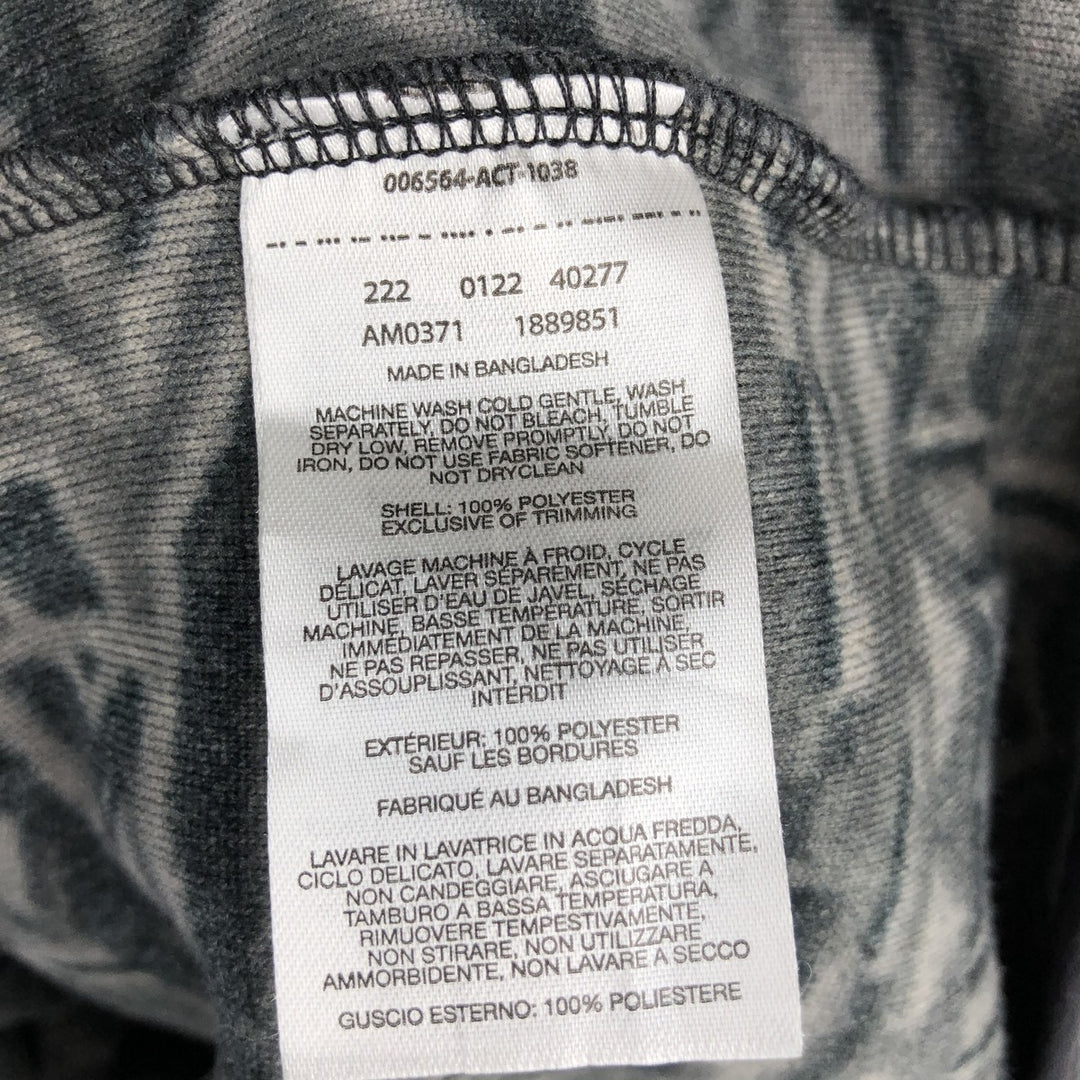 006564-ACT-1038
222 0122 40277
AM0371 1889851
MADE IN BANGLADESH
MACHINE WASH COLD GENTLE, WASH
SEPARATELY, DO NOT BLEACH, TUMBLE
DRY LOW, REMOVE PROMPTLY, DO NOT
IRON, DO NOT USE FABRIC SOFTENER, DO
NOT DRYCLEAN
SHELL: 100% POLYESTER
EXCLUSIVE OF TRIMMING
LAVAGE MACHINE À FROID, CYCLE
DÉLICAT, LAVER SÉPARÉMENT, NE PAS
UTILISER D'EAU DE JAVEL, SÉCHAGE
MACHINE, BASSE TEMPÉRATURE, SORTIR
IMMÉDIATEMENT DE LA MACHINE,
NE PAS REPASSER, NE PAS UTILISER
D'ASSOUPLISSANT, NETTOYAGE À SEC
INTERDIT
EXTÉRIEUR: 100% POLYESTER
SAUF LES BORDURES
FABRIQUÉ AU BANGLADESH
LAVARE IN LAVATRICE IN ACQUA FREDDA,
CICLO DELICATO, LAVARE SEPARATAMENTE,
NON CANDEGGIARE, ASCIUGARE A
TAMBURO A BASSA TEMPERATURA,
RIMUOVERE TEMPESTIVAMENTE,
NON STIRARE, NON UTILIZZARE
AMMORBIDENTE, NON LAVARE A SECCO
GUSCIO ESTERNO: 100% POLIESTERE